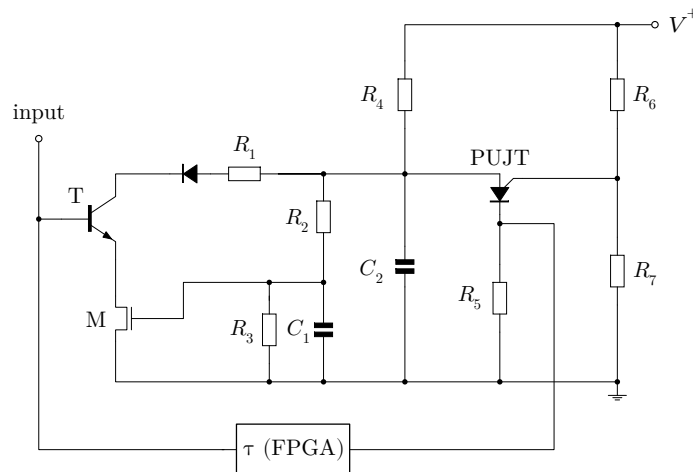 V⁺
R₄
R₆
input
R₁
PUJT
T
R₂
C₂
R₇
R₅
M
R₃
C₁
τ (FPGA)